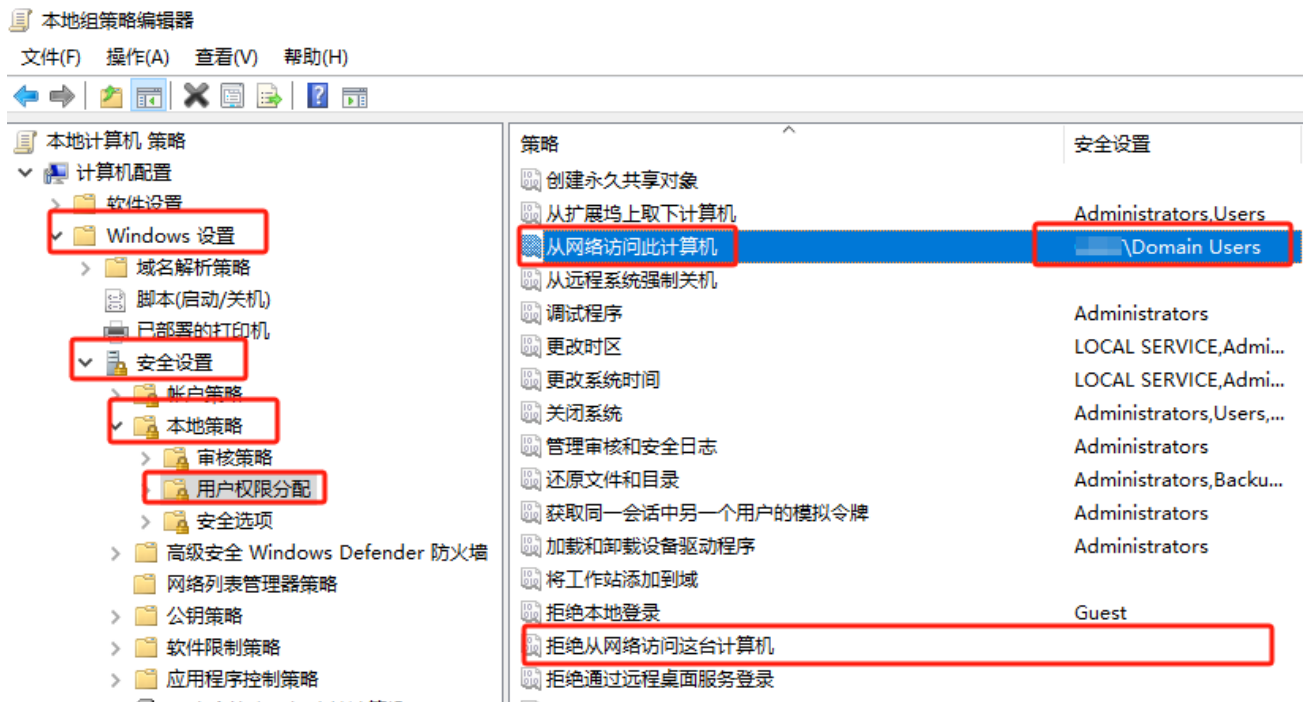 本地组策略编辑器
文件(F) 操作(A) 查看(V) 帮助(H)
本地计算机 策略
计算机配置
软件设置
Windows 设置
域名解析策略
脚本(启动/关机)
已部署的打印机
安全设置
帐户策略
本地策略
审核策略
用户权限分配
安全选项
高级安全 Windows Defender 防火墙
网络列表管理器策略
公钥策略
软件限制策略
应用程序控制策略
策略 安全设置
创建永久共享对象
从扩展坞上取下计算机 Administrators,Users
从网络访问此计算机 \Domain Users
从远程系统强制关机
调试程序 Administrators
更改时区 LOCAL SERVICE,Admi...
更改系统时间 LOCAL SERVICE,Admi...
关闭系统 Administrators,Users,...
管理审核和安全日志 Administrators
还原文件和目录 Administrators,Backu...
获取同一会话中另一个用户的模拟令牌 Administrators
加载和卸载设备驱动程序 Administrators
将工作站添加到域
拒绝本地登录 Guest
拒绝从网络访问这台计算机
拒绝通过远程桌面服务登录